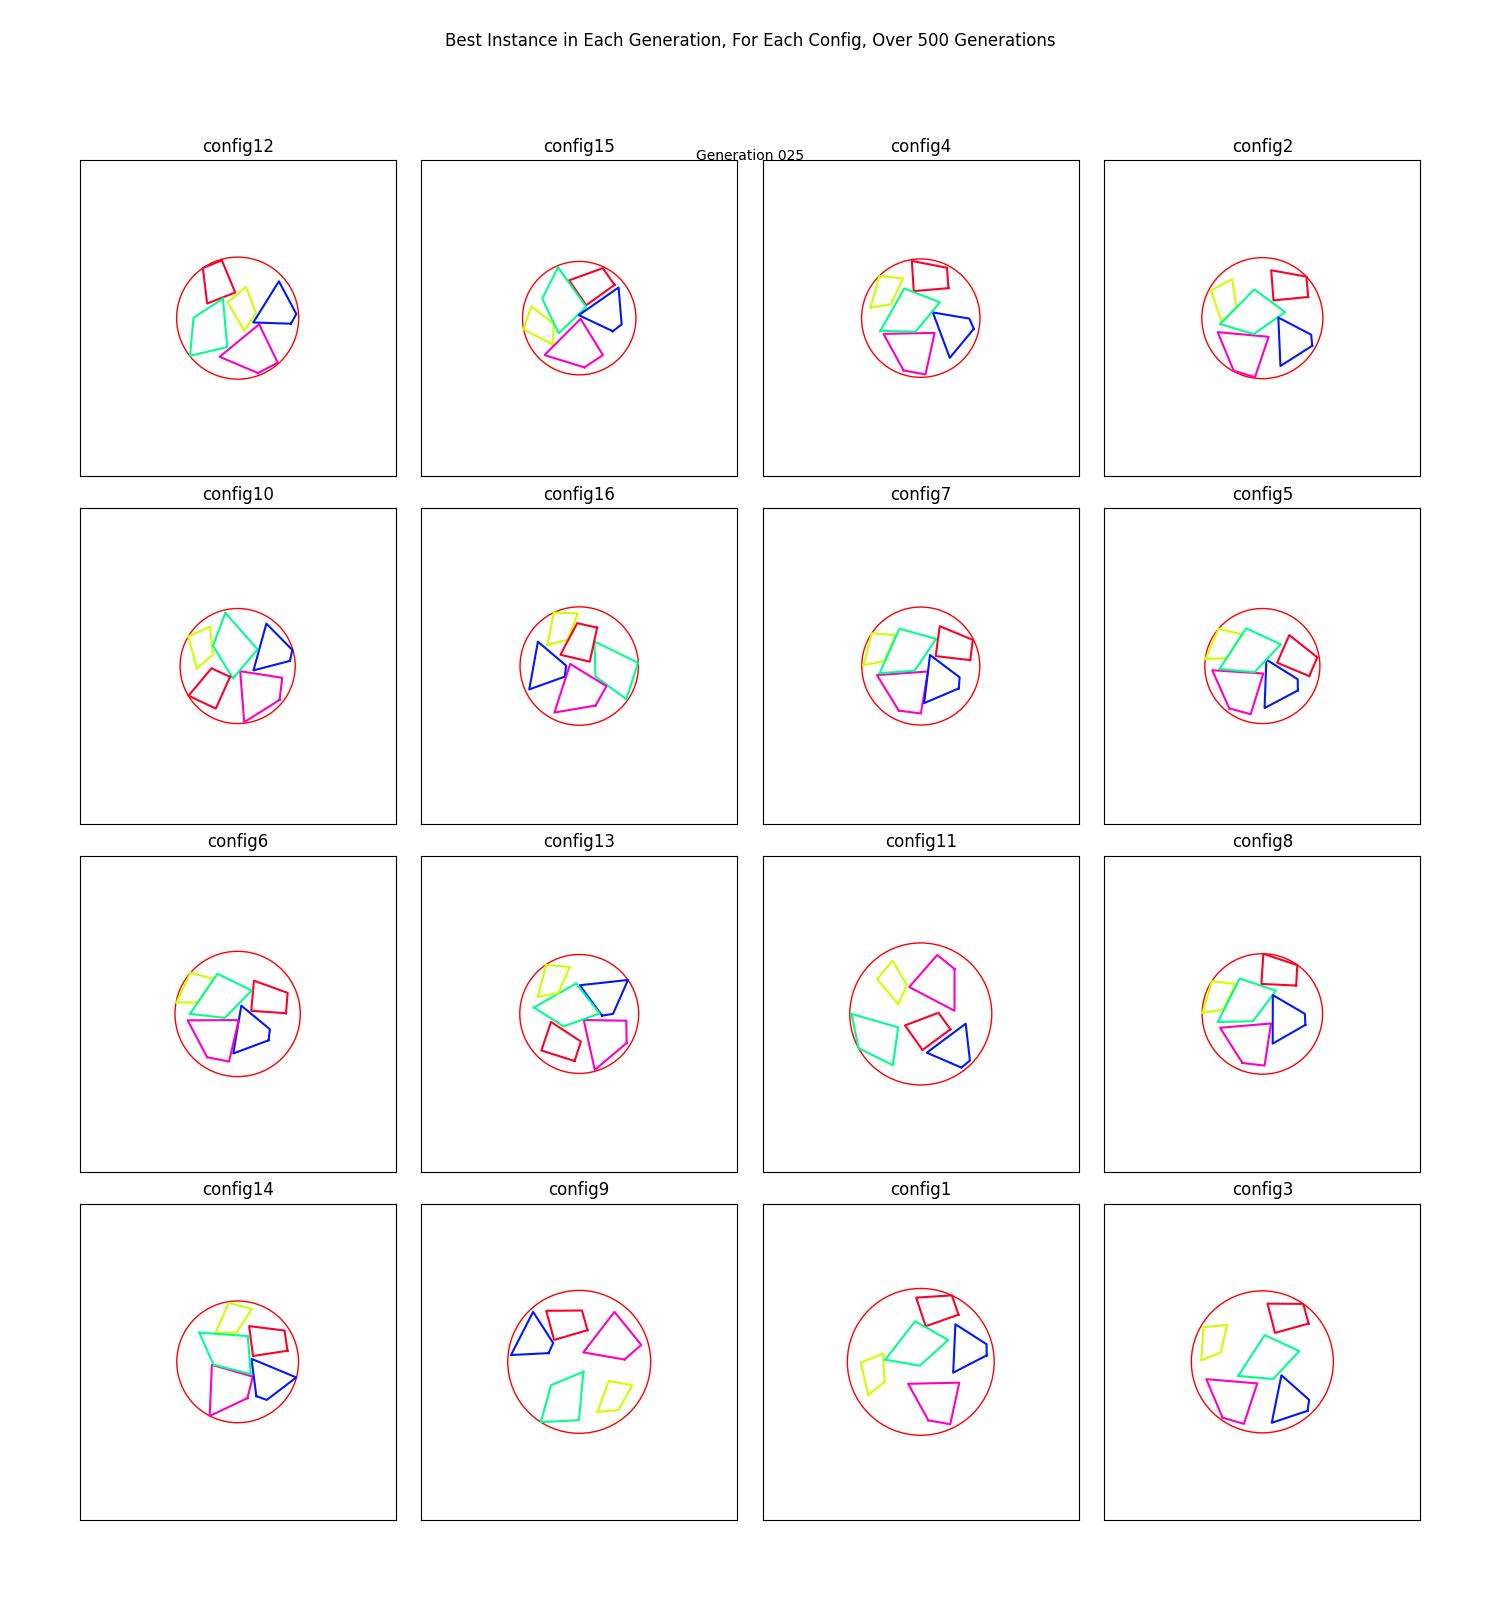 Best Instance in Each Generation, For Each Config, Over 500 Generations
config12
config15
config4
config2
Generation 025
config10
config16
config7
config5
config6
config13
config11
config8
config14
config9
config1
config3